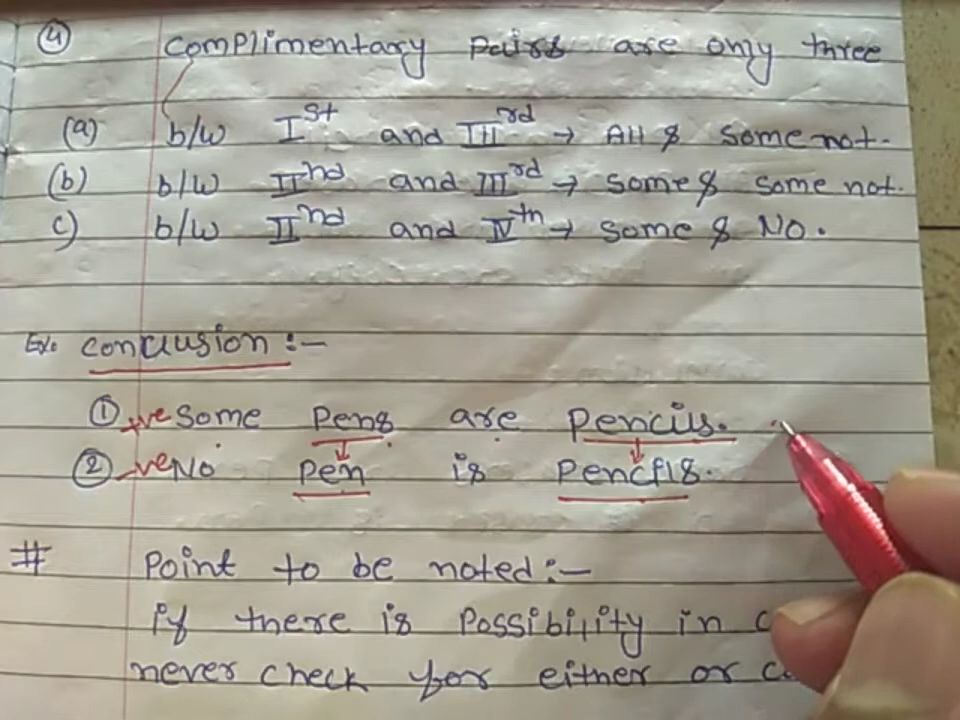 4 Complimentary Pairs are only three
(a) b/w Ist and IIIrd → All & Some not.
(b) b/w IInd and IIIrd → Some & Some not.
c) b/w IInd and IVth → Some & No.
Ex. Conclusion :-
1 +ve Some Pens are Pencils.
2 -ve No Pen is Pencils.
# Point to be noted :-
if there is Possibility in
never check for either or